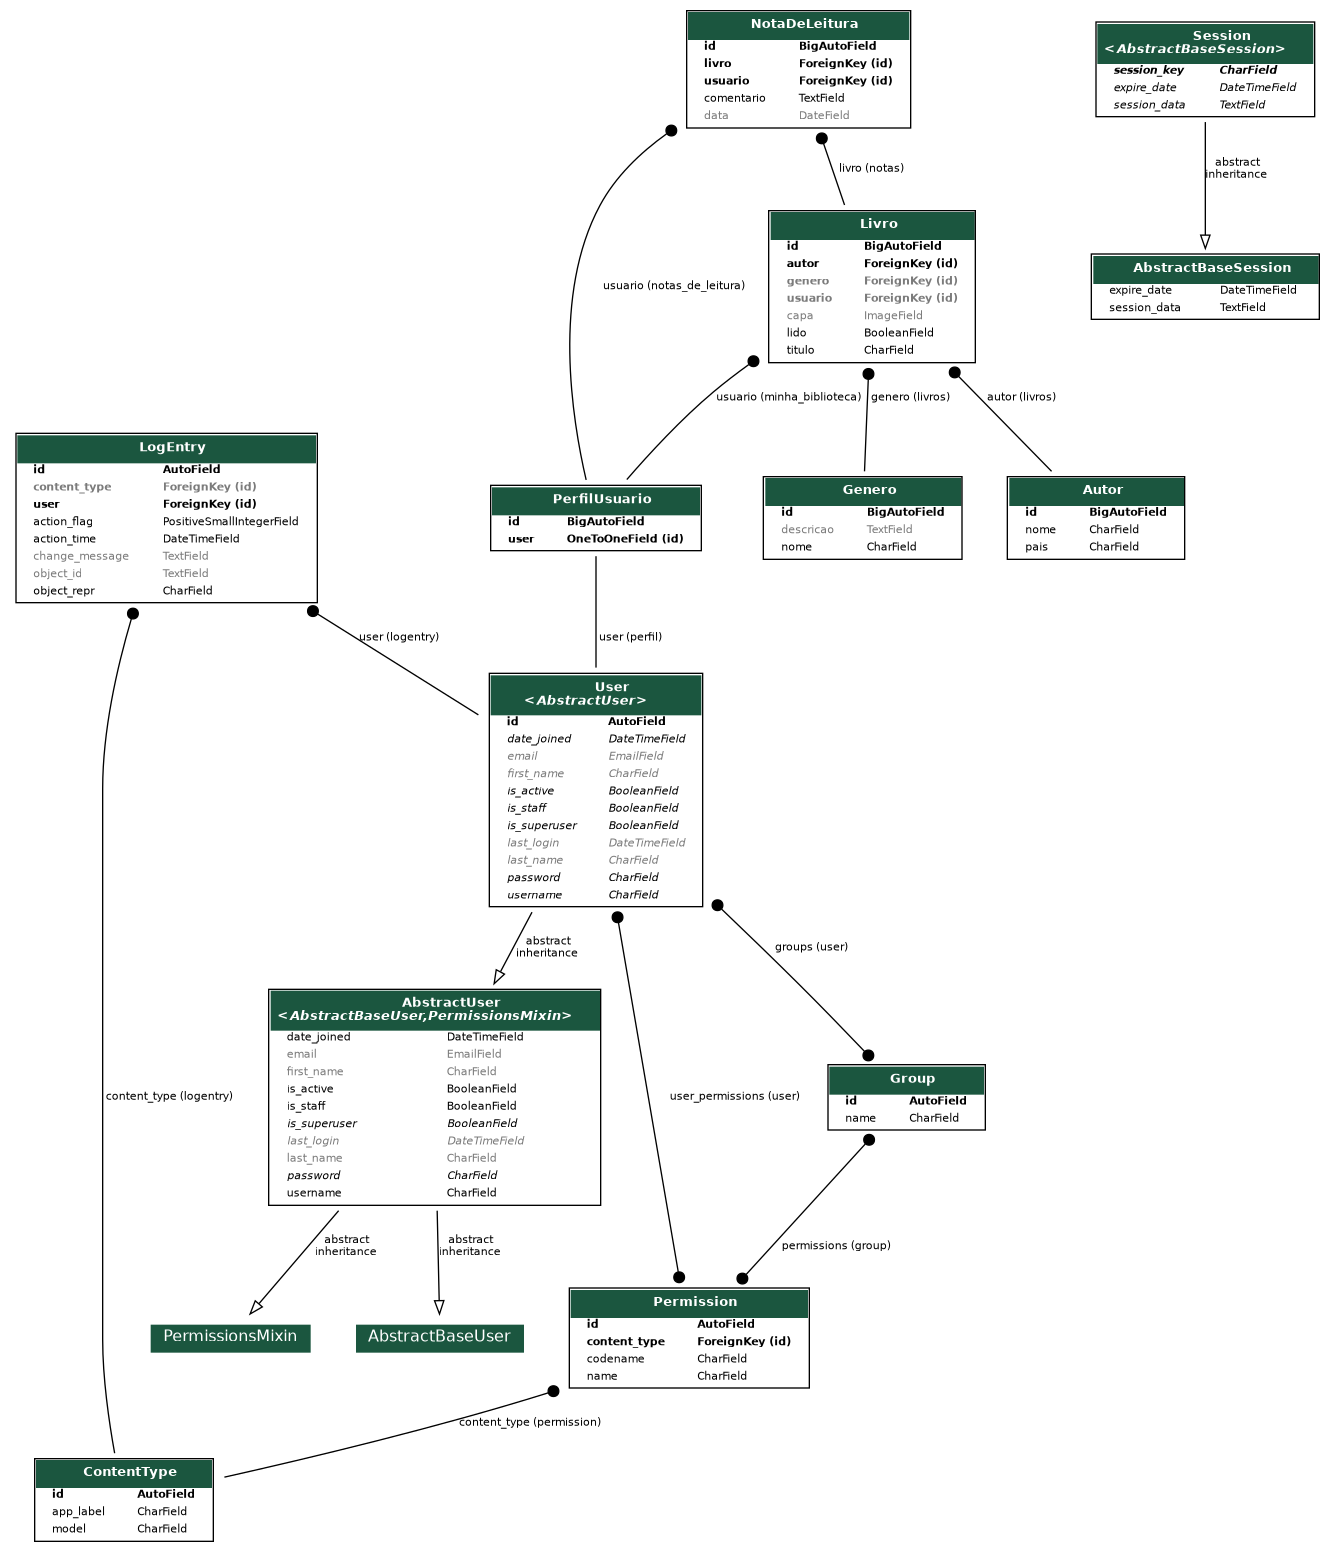 NotaDeLeitura
id BigAutoField
livro ForeignKey (id)
usuario ForeignKey (id)
comentario TextField
data DateField
Session
<AbstractBaseSession>
session_key CharField
expire_date DateTimeField
session_data TextField
livro (notas)
abstract
inheritance
Livro
id BigAutoField
autor ForeignKey (id)
genero ForeignKey (id)
usuario ForeignKey (id)
capa ImageField
lido BooleanField
titulo CharField
AbstractBaseSession
expire_date DateTimeField
session_data TextField
usuario (notas_de_leitura)
usuario (minha_biblioteca)
genero (livros)
autor (livros)
LogEntry
id AutoField
content_type ForeignKey (id)
user ForeignKey (id)
action_flag PositiveSmallIntegerField
action_time DateTimeField
change_message TextField
object_id TextField
object_repr CharField
PerfilUsuario
id BigAutoField
user OneToOneField (id)
Genero
id BigAutoField
descricao TextField
nome CharField
Autor
id BigAutoField
nome CharField
pais CharField
user (logentry)
user (perfil)
User
<AbstractUser>
id AutoField
date_joined DateTimeField
email EmailField
first_name CharField
is_active BooleanField
is_staff BooleanField
is_superuser BooleanField
last_login DateTimeField
last_name CharField
password CharField
username CharField
abstract
inheritance
groups (user)
AbstractUser
<AbstractBaseUser,PermissionsMixin>
date_joined DateTimeField
email EmailField
first_name CharField
is_active BooleanField
is_staff BooleanField
is_superuser BooleanField
last_login DateTimeField
last_name CharField
password CharField
username CharField
content_type (logentry)
user_permissions (user)
Group
id AutoField
name CharField
abstract
inheritance
abstract
inheritance
permissions (group)
PermissionsMixin
AbstractBaseUser
Permission
id AutoField
content_type ForeignKey (id)
codename CharField
name CharField
content_type (permission)
ContentType
id AutoField
app_label CharField
model CharField